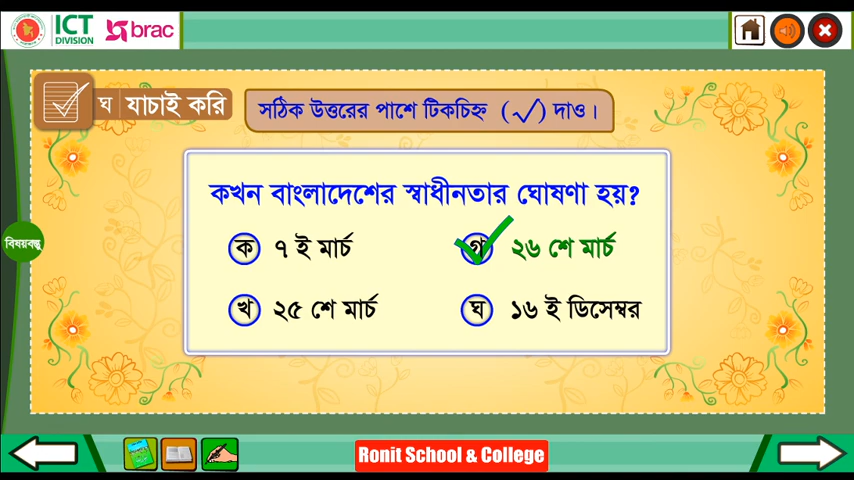 ICT
DIVISION
brac
ঘ যাচাই করি
সঠিক উত্তরের পাশে টিকচিহ্ন (√) দাও।
কখন বাংলাদেশের স্বাধীনতার ঘোষণা হয়?
ক ৭ ই মার্চ
গ ২৬ শে মার্চ
খ ২৫ শে মার্চ
ঘ ১৬ ই ডিসেম্বর
বিষয়বস্তু
Ronit School & College